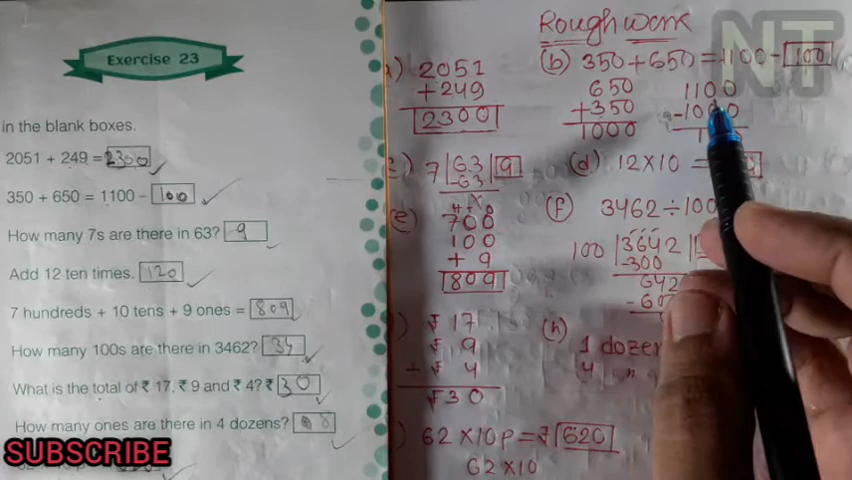 Exercise 23
in the blank boxes.
2051 + 249 = 2300
350 + 650 = 1100 - 100
How many 7s are there in 63? 9
Add 12 ten times. 120
7 hundreds + 10 tens + 9 ones = 809
How many 100s are there in 3462? 34
What is the total of ₹ 17, ₹ 9 and ₹ 4? ₹ 30
How many ones are there in 4 dozens?
SUBSCRIBE
Rough work
NT
2051
+249
2300
(b) 350+650=1100-100
650
+350
1000
1100
7 63 9
-63
x
(d) 12×10 =
(e) HTO
700
100
+ 9
809
(f) 3462÷100
100 3642
-300
642
₹ 17
₹ 9
+ ₹ 4
₹30
(h)
1 dozen
4 "
62×10p=₹ 620
62×10